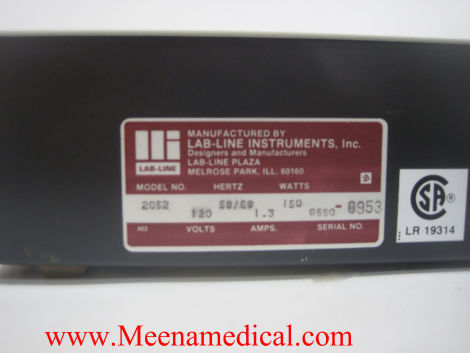 MANUFACTURED BY
LAB-LINE INSTRUMENTS, Inc.
Designers and Manufacturers
LAB-LINE PLAZA
MELROSE PARK, ILL. 60160
LAB-LINE
MODEL NO. HERTZ WATTS
2052 50/60 150
120 1.3 0590-0953
452 VOLTS AMPS. SERIAL NO.
CSA ®
LR 19314
www.Meenamedical.com